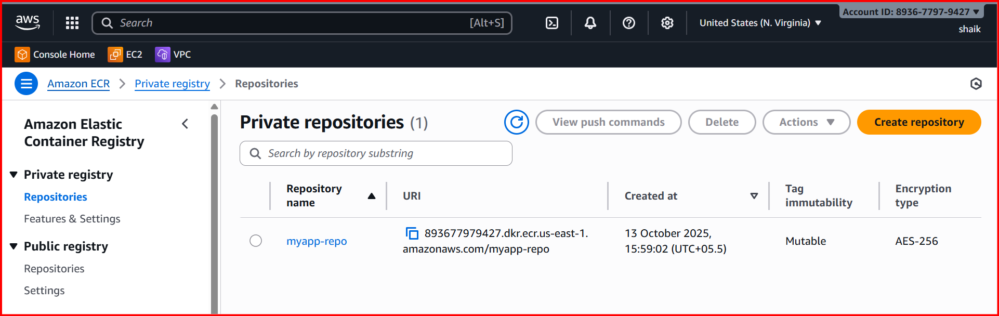 aws
Search [Alt+S]
United States (N. Virginia)
Account ID: 8936-7797-9427
shaik
Console Home EC2 VPC
Amazon ECR Private registry Repositories
Amazon Elastic
Container Registry
Private registry
Repositories
Features & Settings
Public registry
Repositories
Settings
Private repositories (1)
View push commands Delete Actions Create repository
Search by repository substring
Repository
name
URI
Created at
Tag
immutability
Encryption
type
myapp-repo
893677979427.dkr.ecr.us-east-1.
amazonaws.com/myapp-repo
13 October 2025,
15:59:02 (UTC+05.5)
Mutable
AES-256